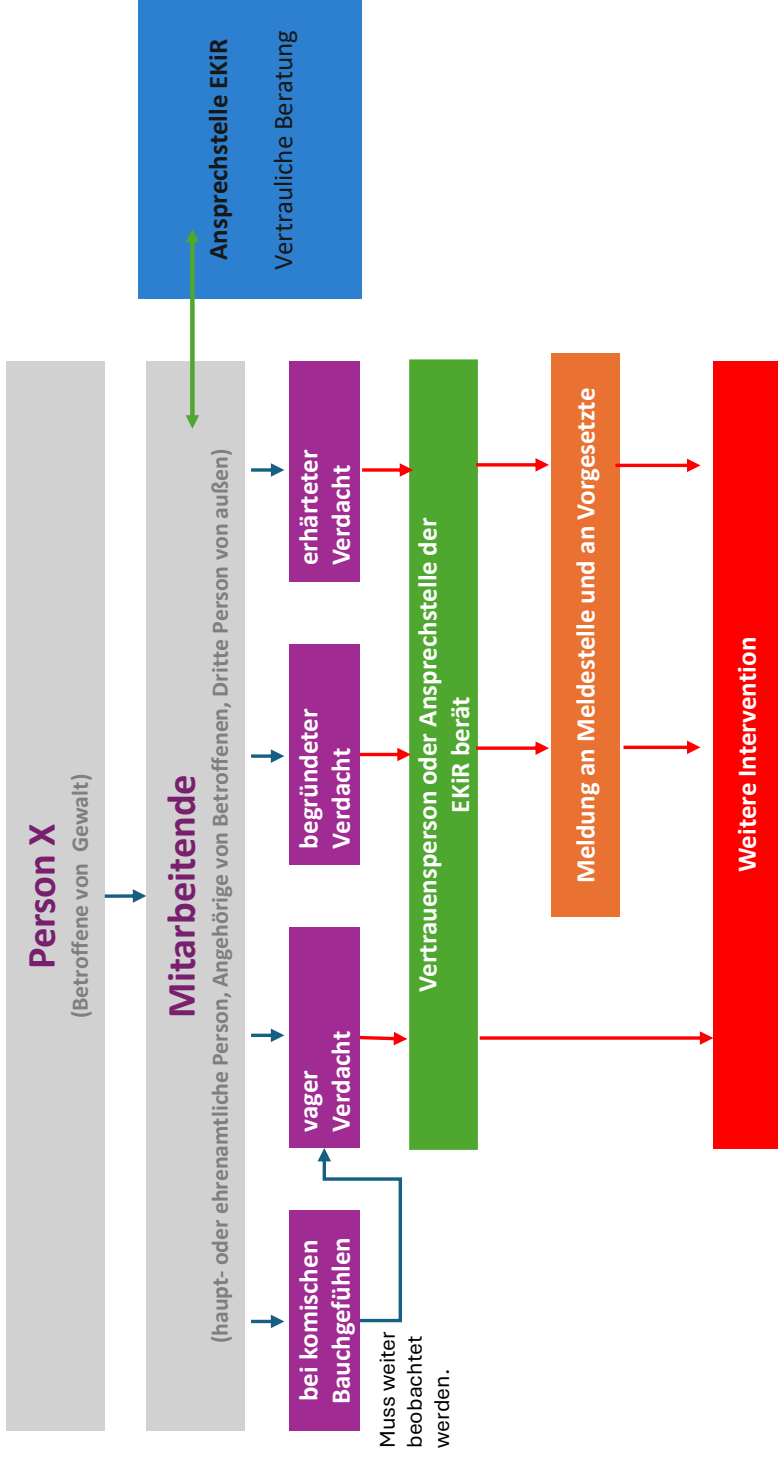 Person X
(Betroffene von Gewalt)
Mitarbeitende
(haupt- oder ehrenamtliche Person, Angehörige von Betroffenen, Dritte Person von außen)
Ansprechstelle EKiR
Vertrauliche Beratung
bei komischen
Bauchgefühlen
vager
Verdacht
begründeter
Verdacht
erhärteter
Verdacht
Muss weiter
beobachtet
werden.
Vertrauensperson oder Ansprechstelle der
EKiR berät
Meldung an Meldestelle und an Vorgesetzte
Weitere Intervention